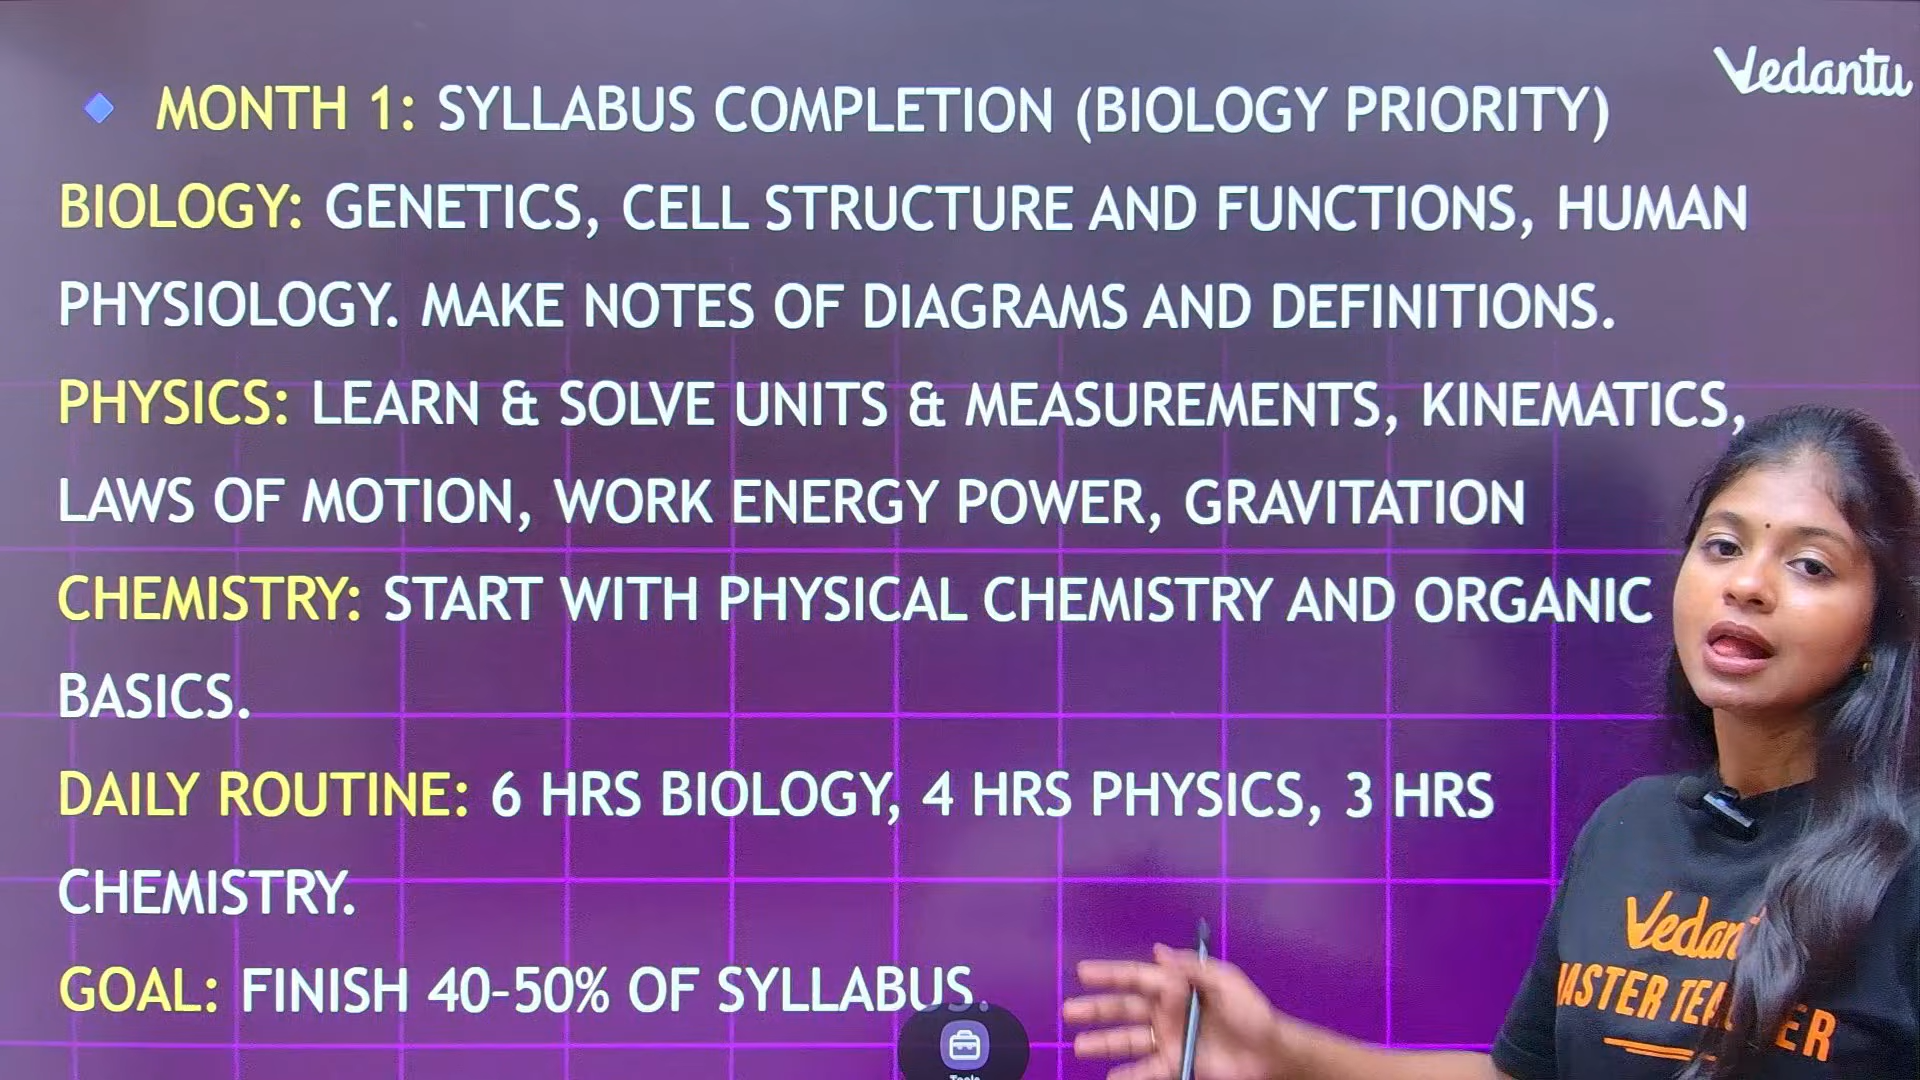 Vedantu
MONTH 1: SYLLABUS COMPLETION (BIOLOGY PRIORITY)
BIOLOGY: GENETICS, CELL STRUCTURE AND FUNCTIONS, HUMAN
PHYSIOLOGY. MAKE NOTES OF DIAGRAMS AND DEFINITIONS.
PHYSICS: LEARN & SOLVE UNITS & MEASUREMENTS, KINEMATICS,
LAWS OF MOTION, WORK ENERGY POWER, GRAVITATION
CHEMISTRY: START WITH PHYSICAL CHEMISTRY AND ORGANIC
BASICS.
DAILY ROUTINE: 6 HRS BIOLOGY, 4 HRS PHYSICS, 3 HRS
CHEMISTRY.
GOAL: FINISH 40-50% OF SYLLABUS.